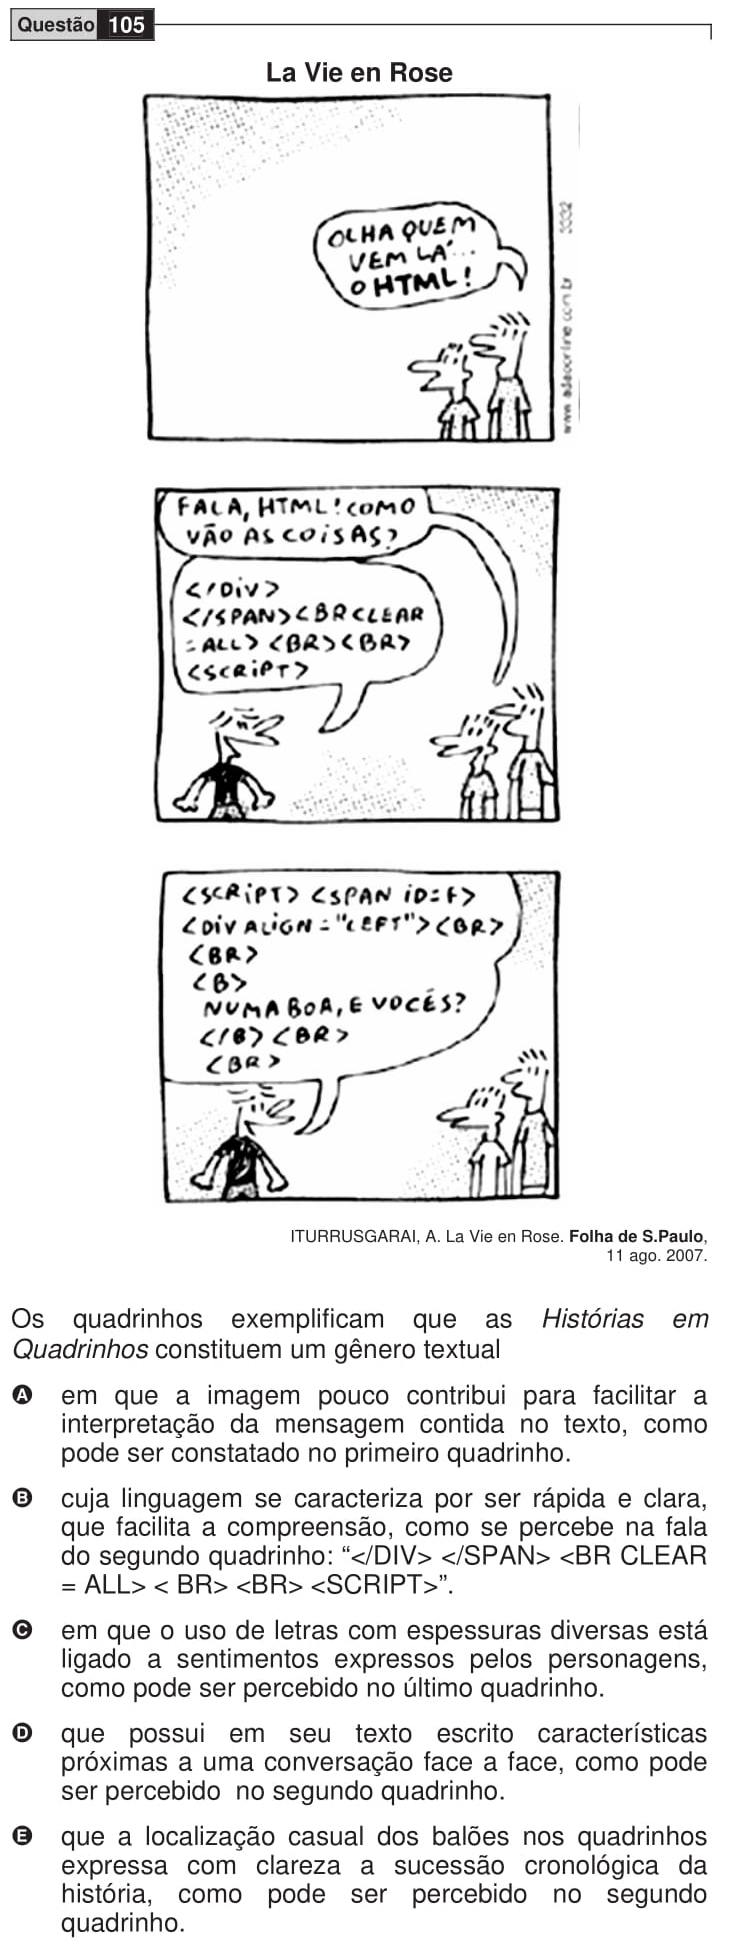 Questão 105
La Vie en Rose
OLHA QUEM
VEM LÁ...
O HTML!
www.adaoonline.com.br
FALA, HTML! COMO
VÃO AS COISAS?
</DIV>
</SPAN><BR CLEAR
=ALL> <BR><BR>
<SCRIPT>
<SCRIPT> <SPAN ID=F>
<DIV ALIGN="LEFT"><BR>
<BR>
<B>
NUMA BOA, E VOCÊS?
</B> <BR>
<BR>
ITURRUSGARAI, A. La Vie en Rose. Folha de S.Paulo,
11 ago. 2007.
Os quadrinhos exemplificam que as Histórias em
Quadrinhos constituem um gênero textual
A em que a imagem pouco contribui para facilitar a
interpretação da mensagem contida no texto, como
pode ser constatado no primeiro quadrinho.
B cuja linguagem se caracteriza por ser rápida e clara,
que facilita a compreensão, como se percebe na fala
do segundo quadrinho: “</DIV> </SPAN> <BR CLEAR
= ALL> < BR> <BR> <SCRIPT>”.
C em que o uso de letras com espessuras diversas está
ligado a sentimentos expressos pelos personagens,
como pode ser percebido no último quadrinho.
D que possui em seu texto escrito características
próximas a uma conversação face a face, como pode
ser percebido no segundo quadrinho.
E que a localização casual dos balões nos quadrinhos
expressa com clareza a sucessão cronológica da
história, como pode ser percebido no segundo
quadrinho.